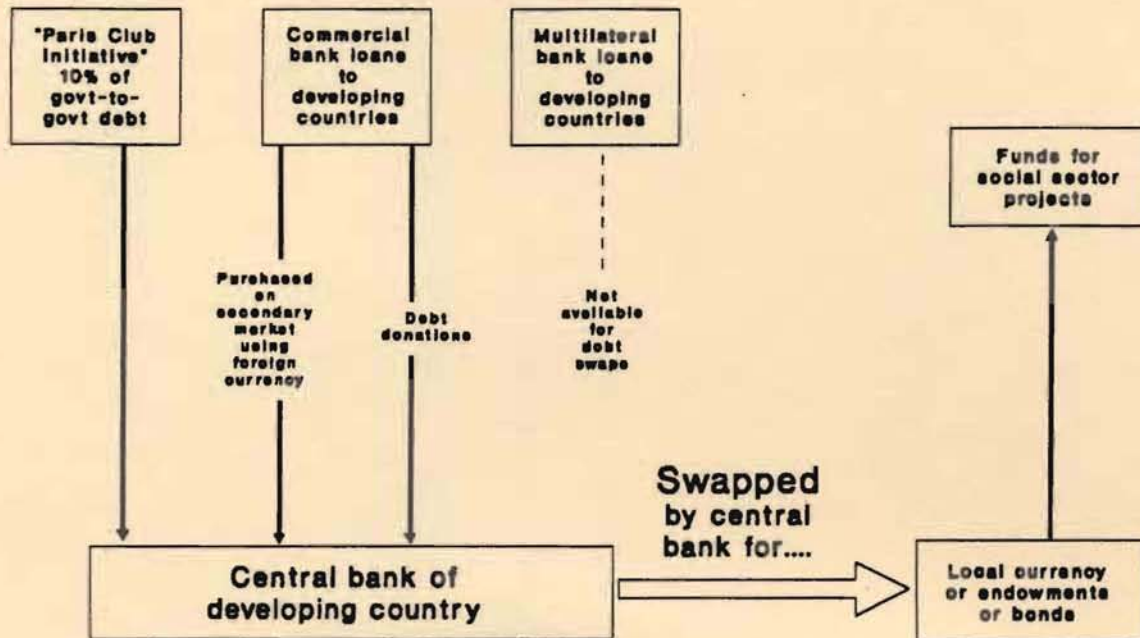 "Paris Club
Initiative"
10% of
govt-to-
govt debt
Commercial
bank loans
to
developing
countries
Multilateral
bank loans
to
developing
countries
Funds for
social sector
projects
Purchased
on
secondary
market
using
foreign
currency
Debt
donations
Not
available
for
debt
swaps
Swapped
by central
bank for....
Central bank of
developing country
Local currency
or endowments
or bonds